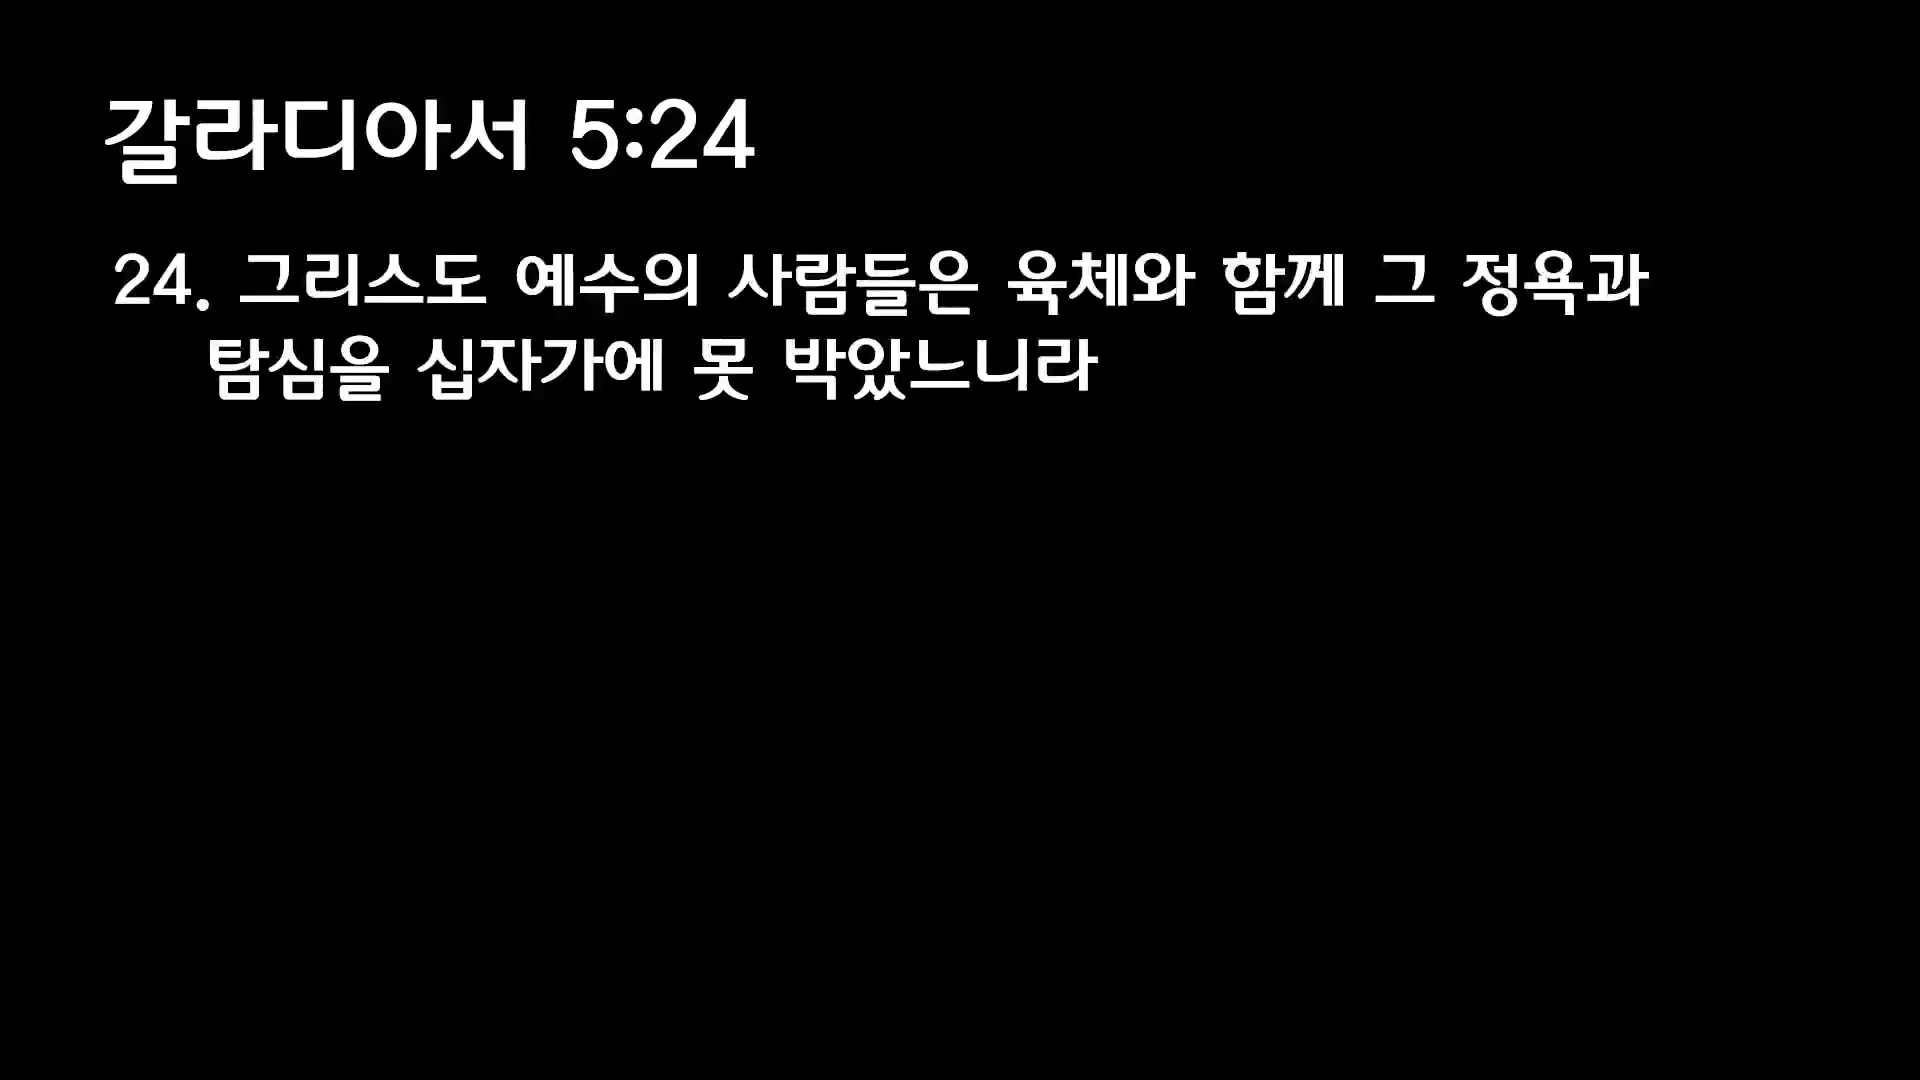 갈라디아서 5:24
24. 그리스도 예수의 사람들은 육체와 함께 그 정욕과
탐심을 십자가에 못 박았느니라